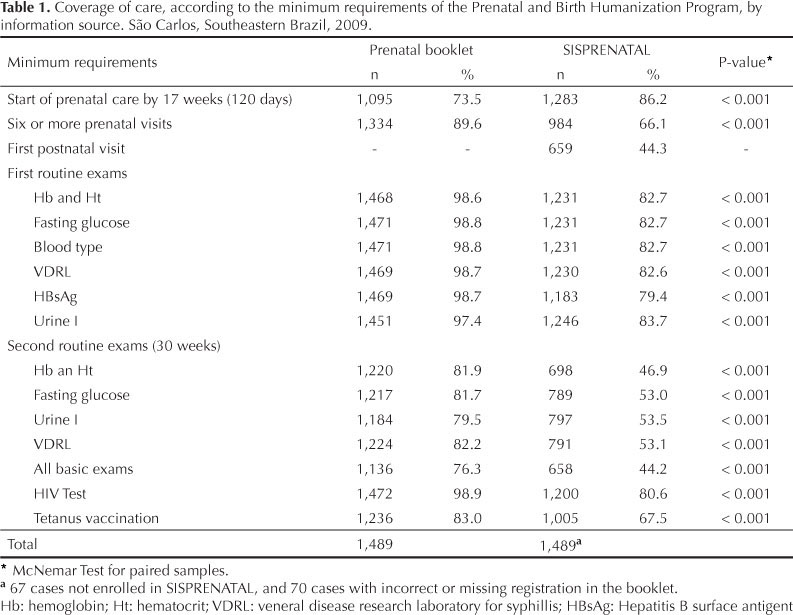 Table 1. Coverage of care, according to the minimum requirements of the Prenatal and Birth Humanization Program, by
information source. São Carlos, Southeastern Brazil, 2009.
Minimum requirements Prenatal booklet SISPRENATAL P-value*
n % n %
Start of prenatal care by 17 weeks (120 days) 1,095 73.5 1,283 86.2 < 0.001
Six or more prenatal visits 1,334 89.6 984 66.1 < 0.001
First postnatal visit - - 659 44.3 -
First routine exams
Hb and Ht 1,468 98.6 1,231 82.7 < 0.001
Fasting glucose 1,471 98.8 1,231 82.7 < 0.001
Blood type 1,471 98.8 1,231 82.7 < 0.001
VDRL 1,469 98.7 1,230 82.6 < 0.001
HBsAg 1,469 98.7 1,183 79.4 < 0.001
Urine I 1,451 97.4 1,246 83.7 < 0.001
Second routine exams (30 weeks)
Hb an Ht 1,220 81.9 698 46.9 < 0.001
Fasting glucose 1,217 81.7 789 53.0 < 0.001
Urine I 1,184 79.5 797 53.5 < 0.001
VDRL 1,224 82.2 791 53.1 < 0.001
All basic exams 1,136 76.3 658 44.2 < 0.001
HIV Test 1,472 98.9 1,200 80.6 < 0.001
Tetanus vaccination 1,236 83.0 1,005 67.5 < 0.001
Total 1,489 1,489a
* McNemar Test for paired samples.
a 67 cases not enrolled in SISPRENATAL, and 70 cases with incorrect or missing registration in the booklet.
Hb: hemoglobin; Ht: hematocrit; VDRL: veneral disease research laboratory for syphillis; HBsAg: Hepatitis B surface antigent